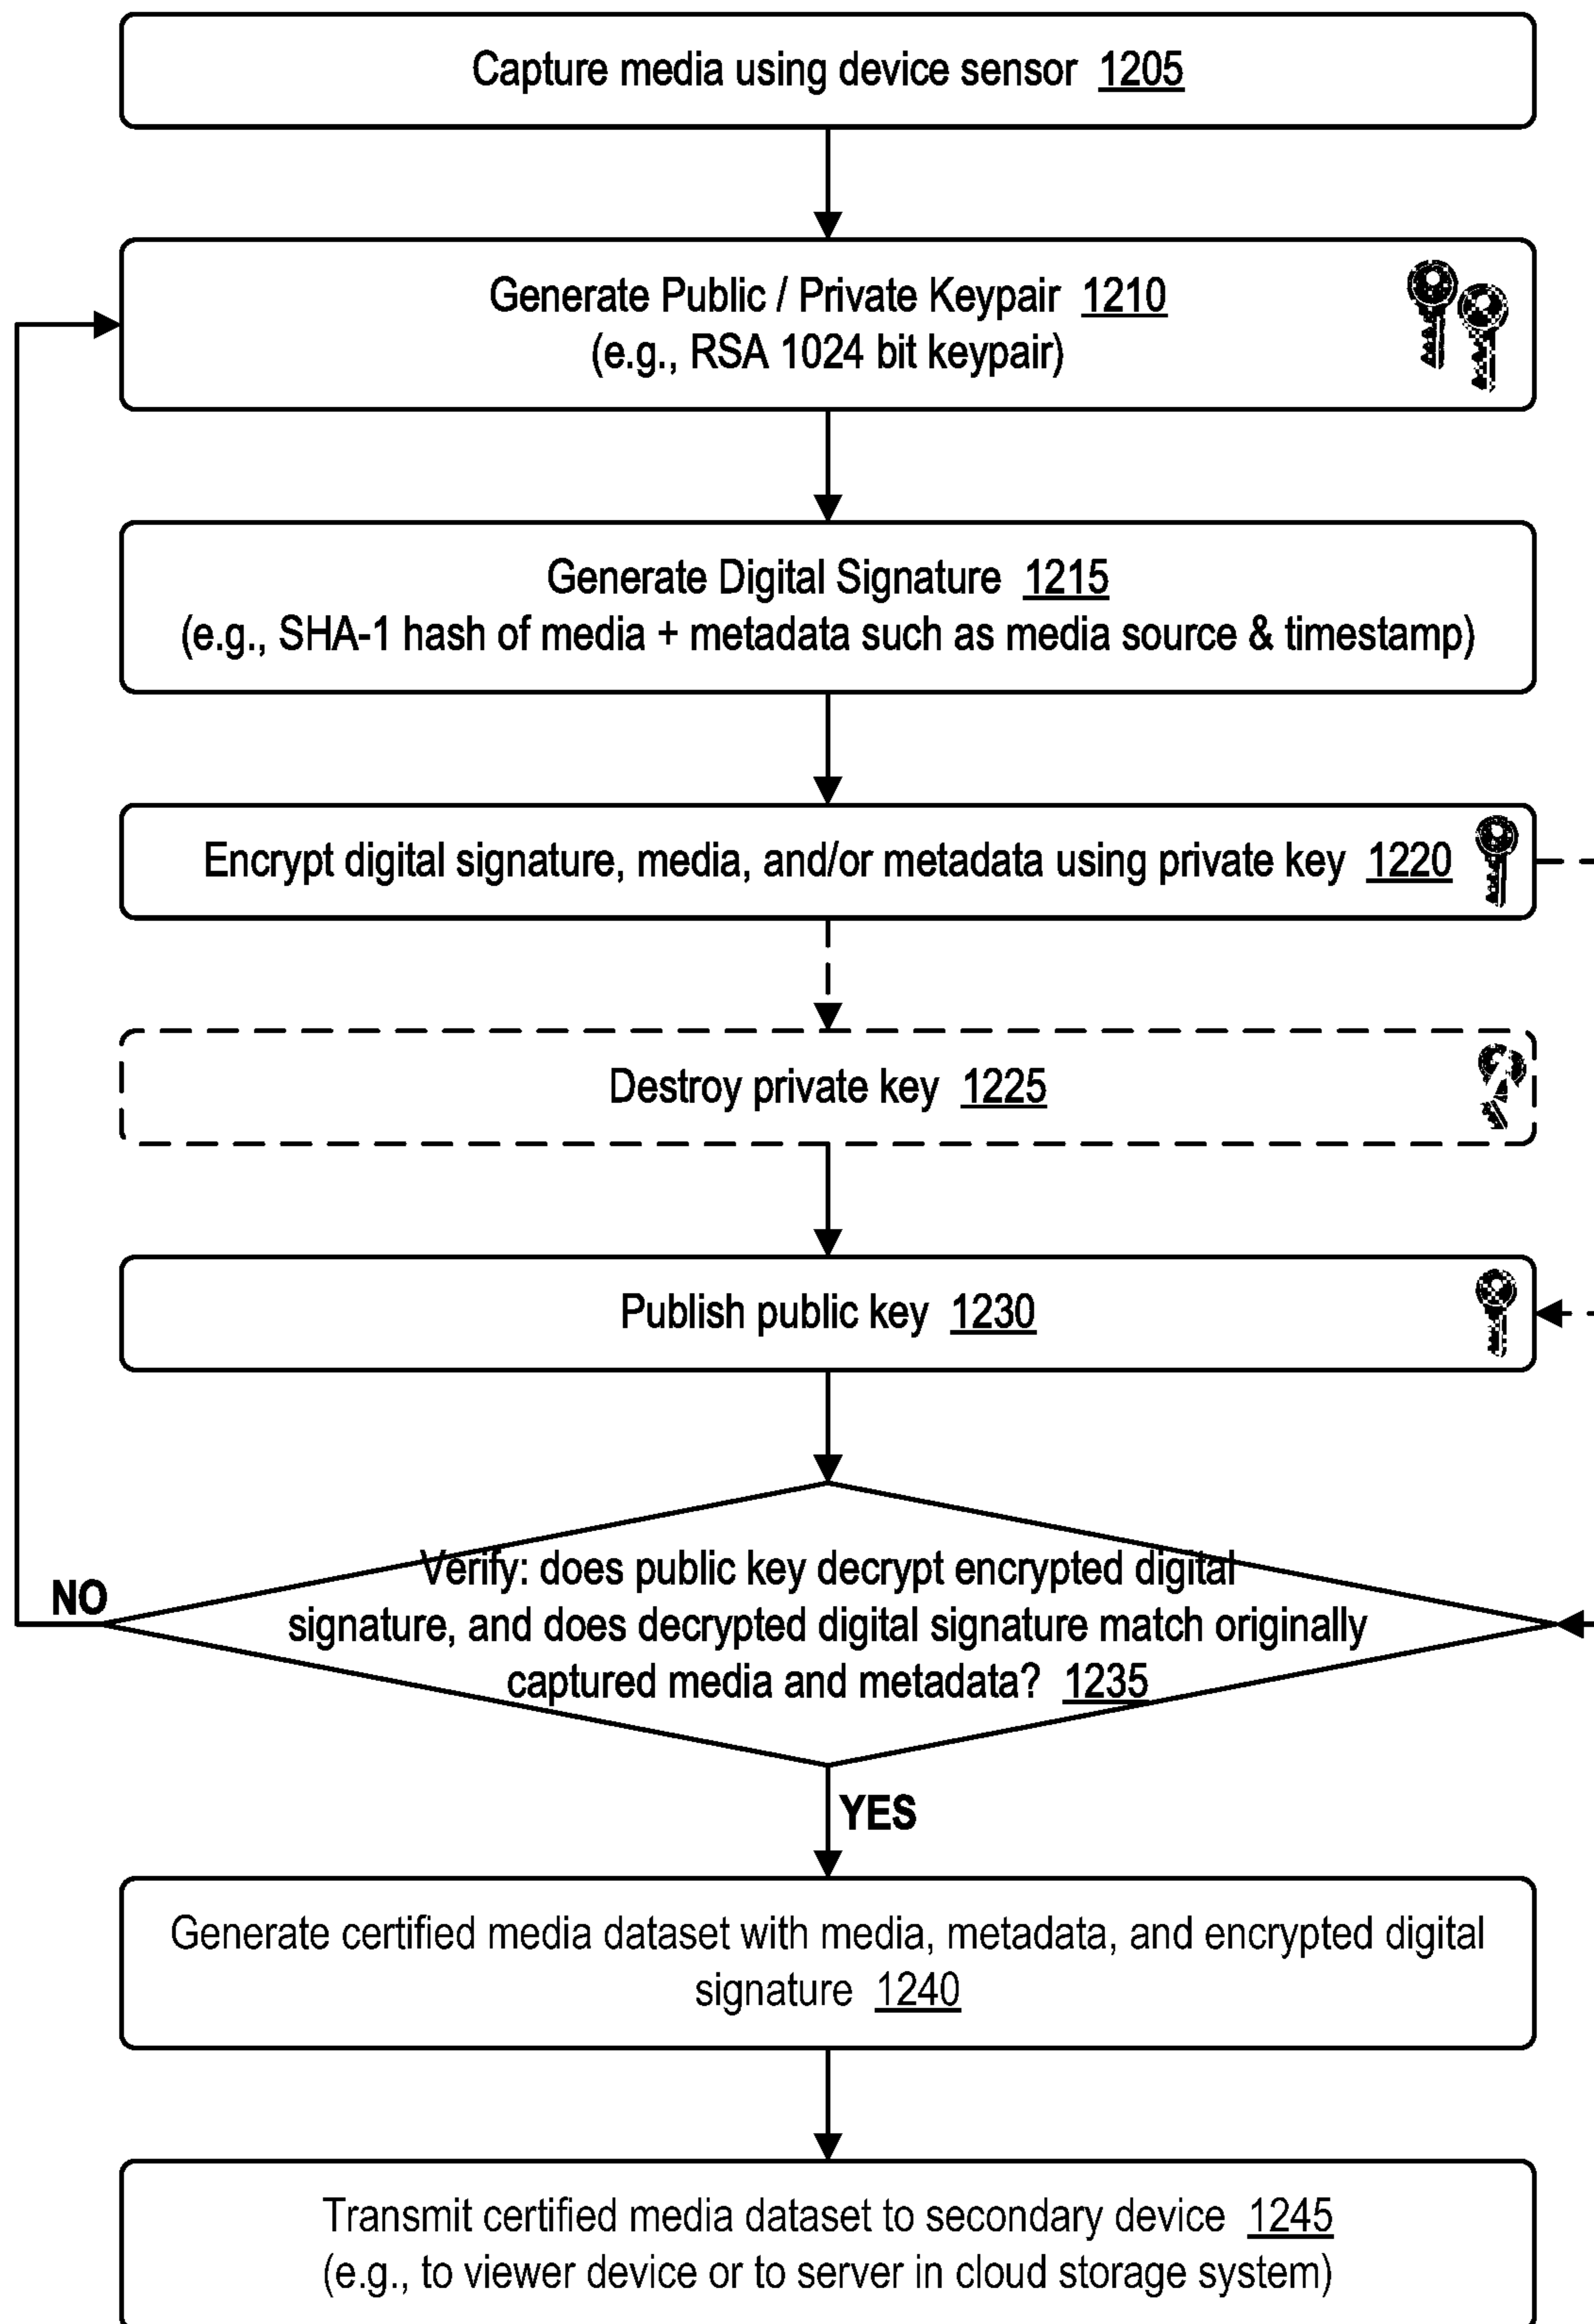 Capture media using device sensor 1205
Generate Public / Private Keypair 1210
(e.g., RSA 1024 bit keypair)
Generate Digital Signature 1215
(e.g., SHA-1 hash of media + metadata such as media source & timestamp)
Encrypt digital signature, media, and/or metadata using private key 1220
Destroy private key 1225
Publish public key 1230
Verify: does public key decrypt encrypted digital
signature, and does decrypted digital signature match originally
captured media and metadata? 1235
NO
YES
Generate certified media dataset with media, metadata, and encrypted digital
signature 1240
Transmit certified media dataset to secondary device 1245
(e.g., to viewer device or to server in cloud storage system)